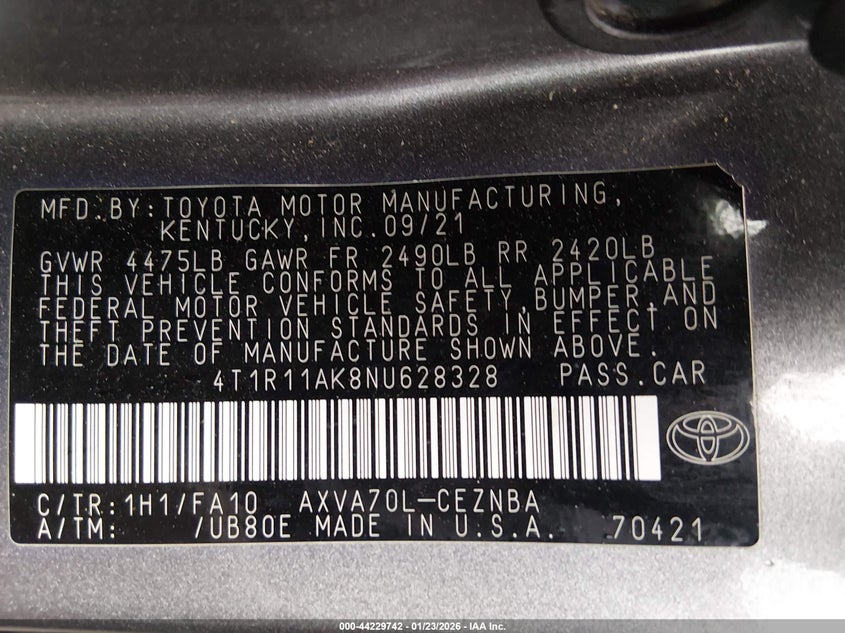 MFD.BY:TOYOTA MOTOR MANUFACTURING,
KENTUCKY,INC.09/21
GVWR 4475LB GAWR FR 2490LB RR 2420LB
THIS VEHICLE CONFORMS TO ALL APPLICABLE
FEDERAL MOTOR VEHICLE SAFETY,BUMPER,AND
THEFT PREVENTION STANDARDS IN EFFECT ON
THE DATE OF MANUFACTURE SHOWN ABOVE.
4T1R11AK8NU628328 PASS.CAR
C/TR:1H1/FA10 AXVA70L-CEZNBA
A/TM: /UB80E MADE IN U.S.A. 70421
000-44229742 - 01/23/2026 - IAA Inc.